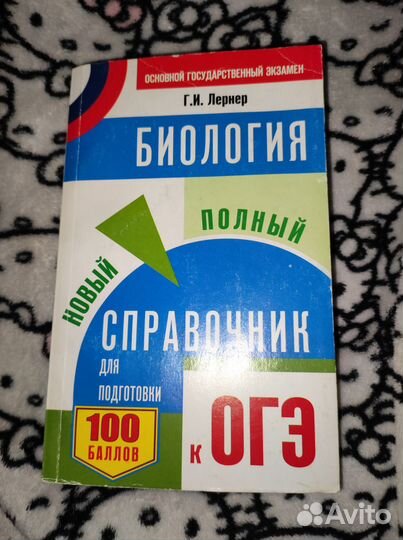 ОСНОВНОЙ ГОСУДАРСТВЕННЫЙ ЭКЗАМЕН
Г.И. Лернер
БИОЛОГИЯ
НОВЫЙ
ПОЛНЫЙ
СПРАВОЧНИК
ДЛЯ
ПОДГОТОВКИ
100
БАЛЛОВ
К ОГЭ
Avito